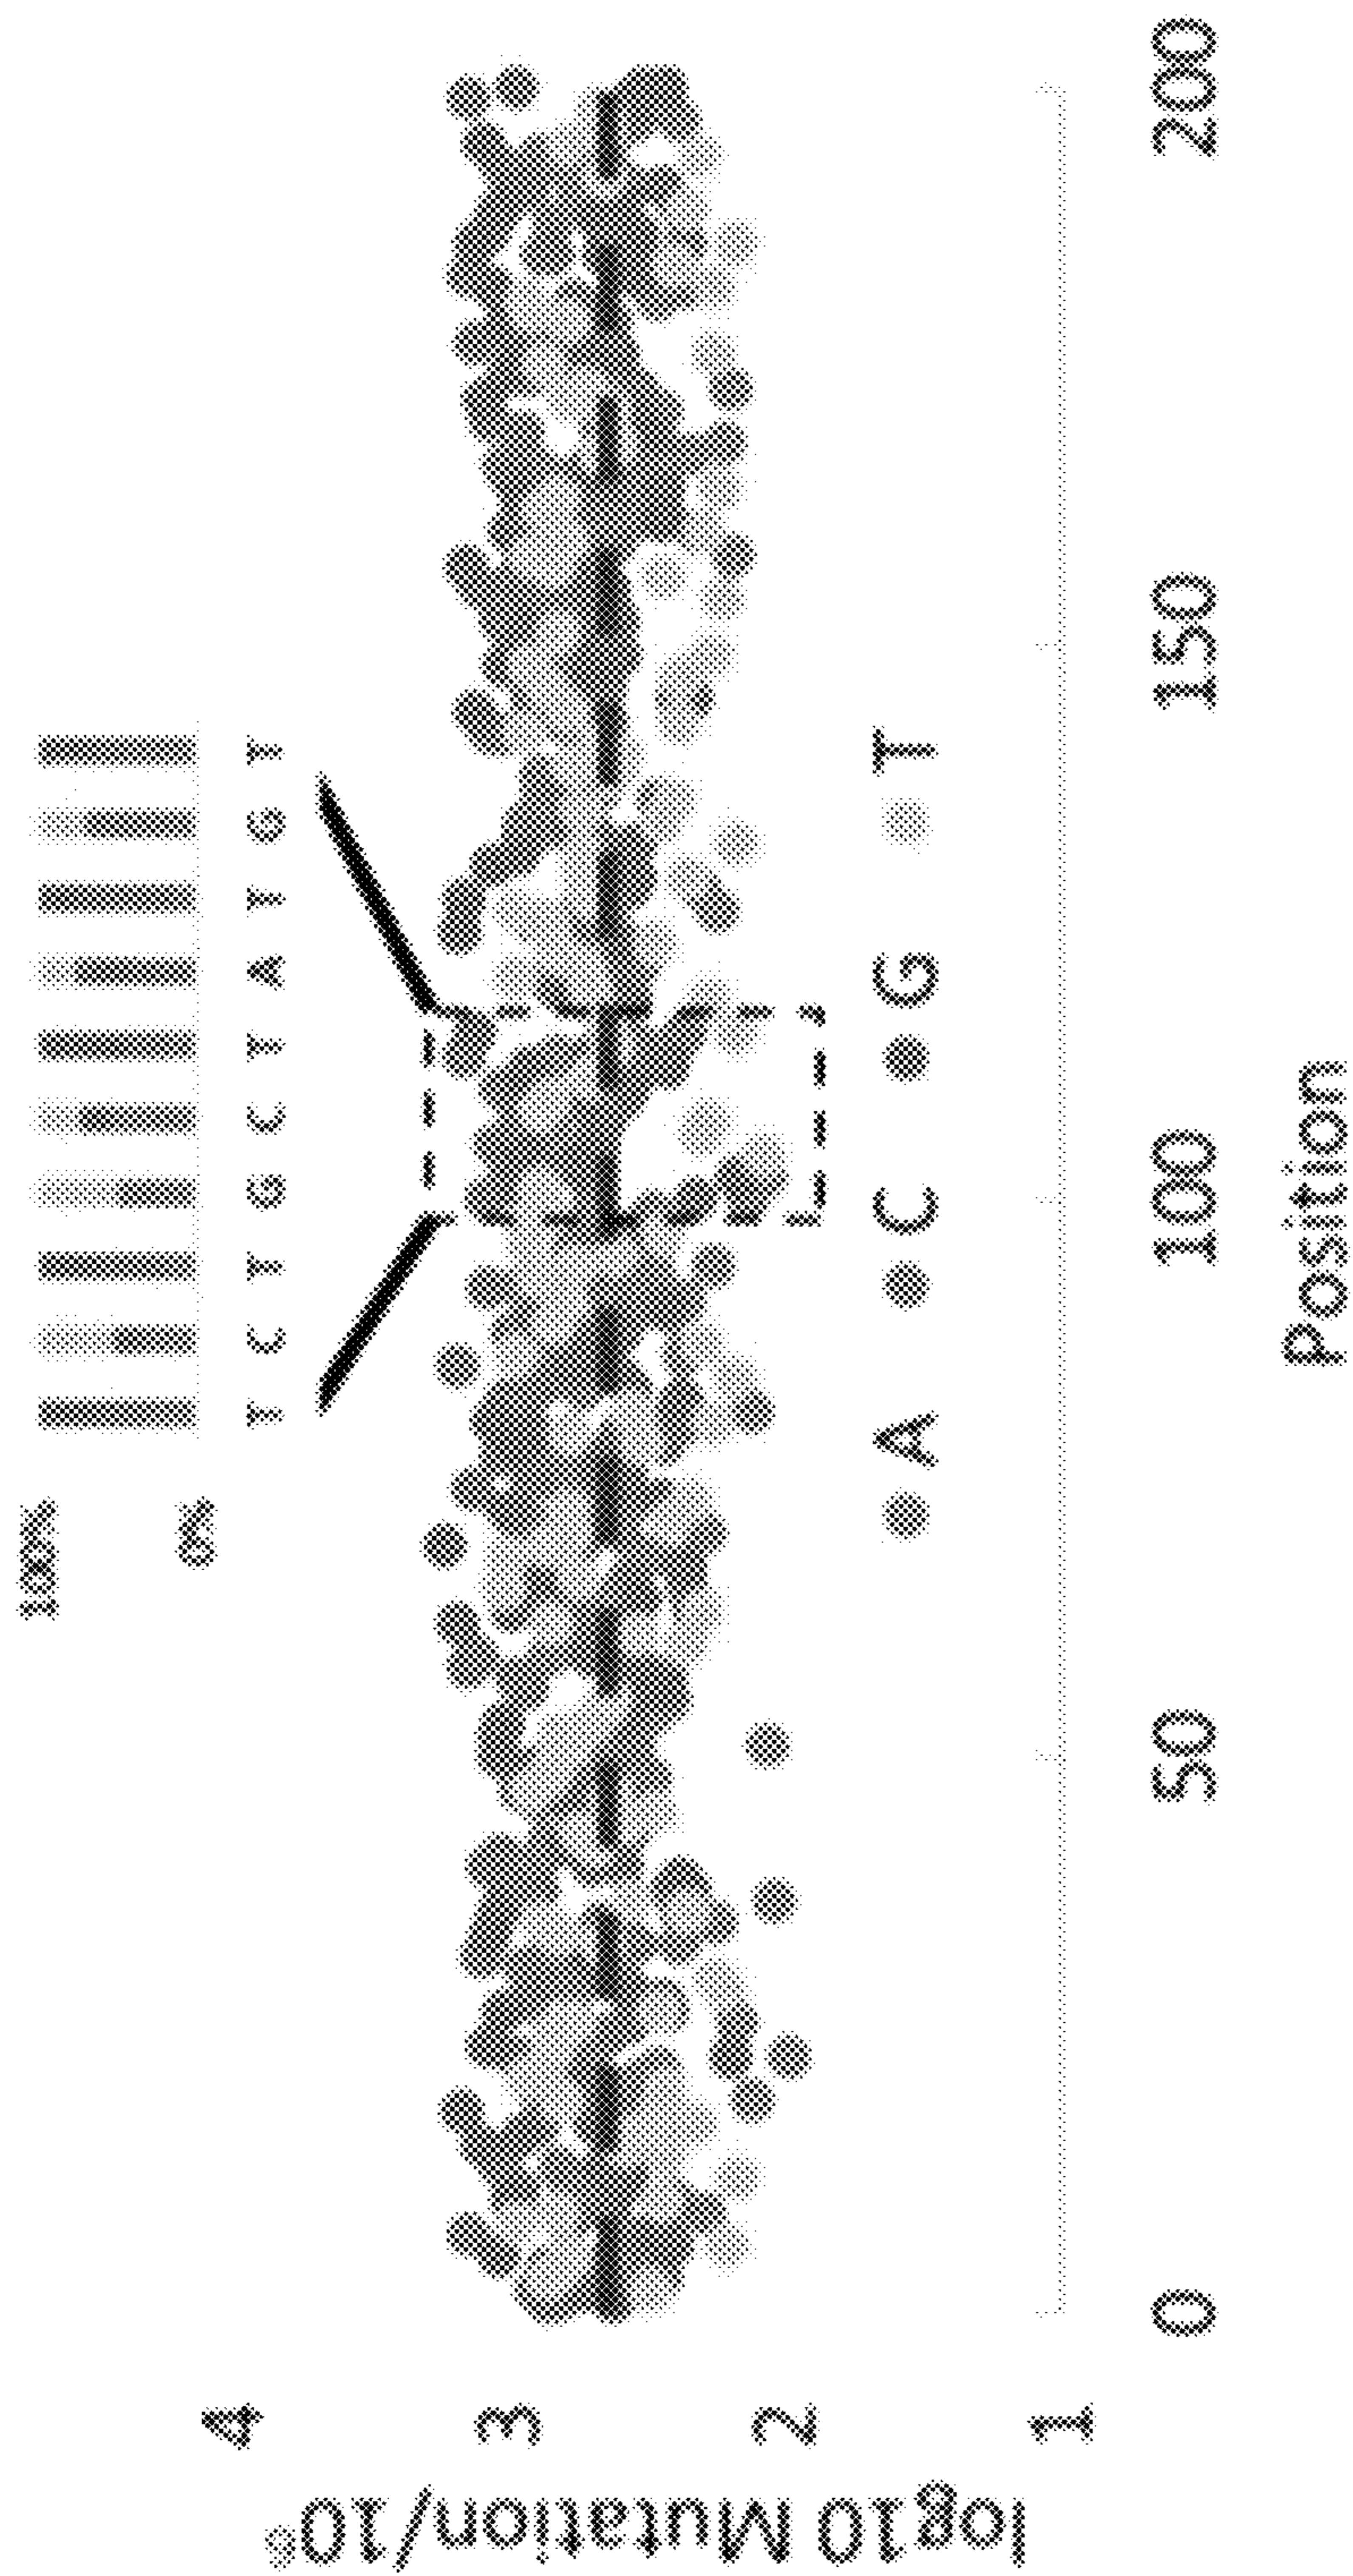 100%
0%
T C T G C T A T G T
log10 Mutation/10⁶
4
3
2
1
A C G T
0 50 100 150 200
Position